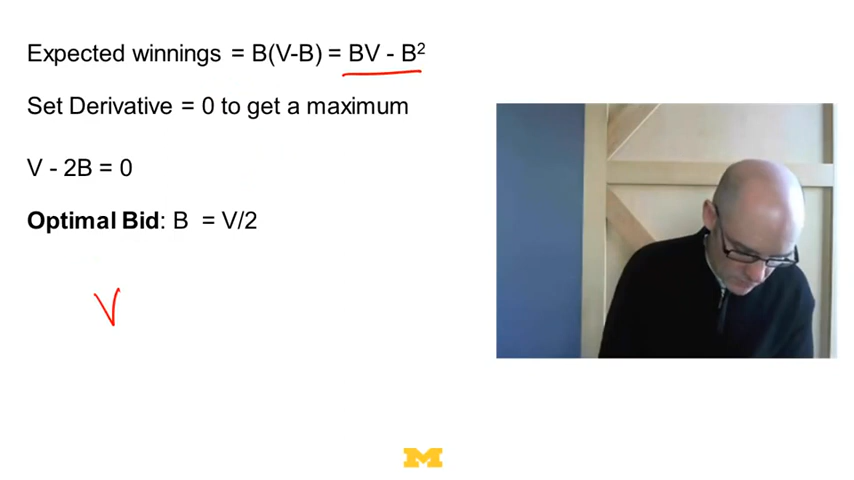 Expected winnings = B(V-B) = BV - B²
Set Derivative = 0 to get a maximum
V - 2B = 0
Optimal Bid: B = V/2
V
M